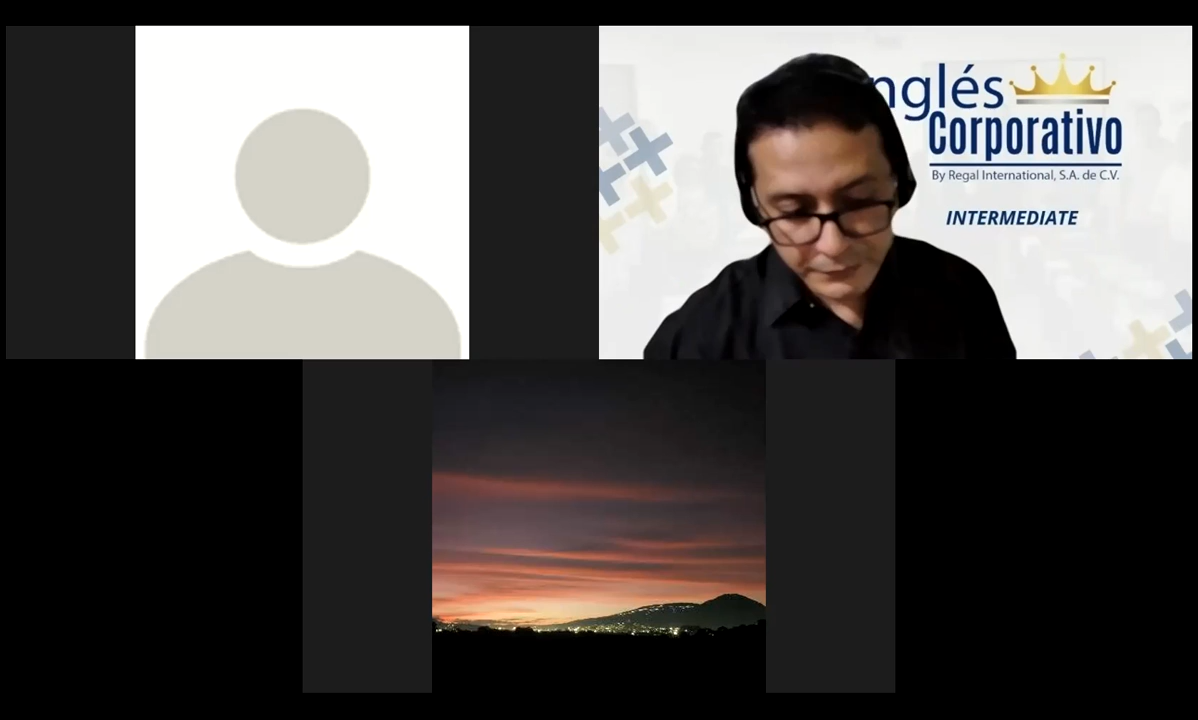 nglés
Corporativo
By Regal International, S.A. de C.V.
INTERMEDIATE